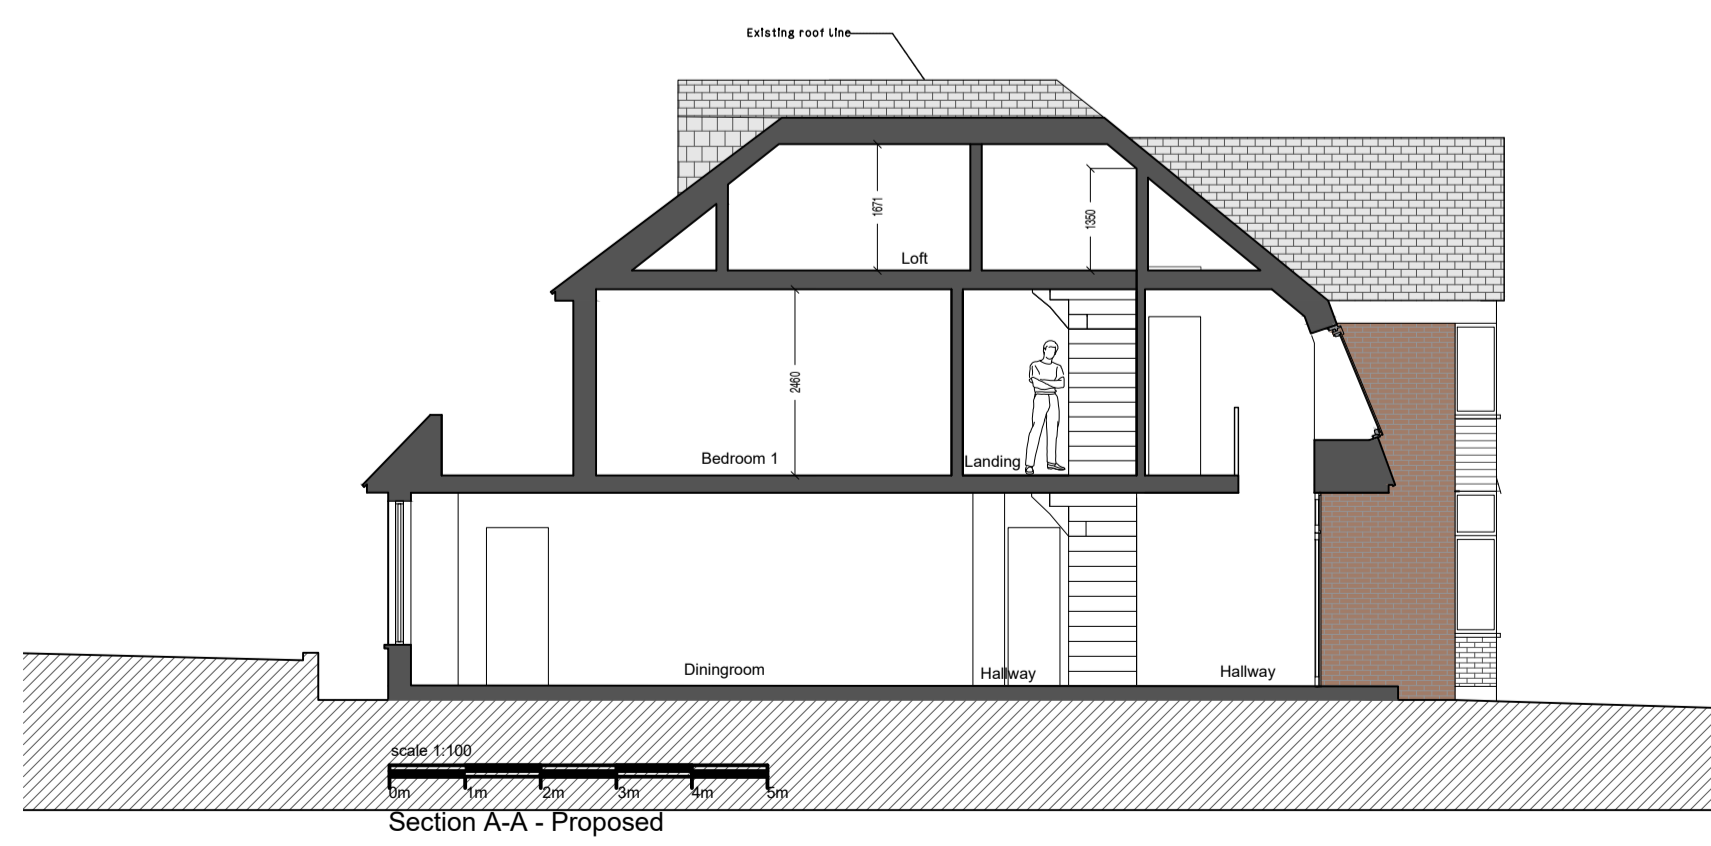 Existing roof line
1671
1350
Loft
2460
Bedroom 1
Landing
Diningroom
Hallway
Hallway
scale 1:100
0m 1m 2m 3m 4m 5m
Section A-A - Proposed